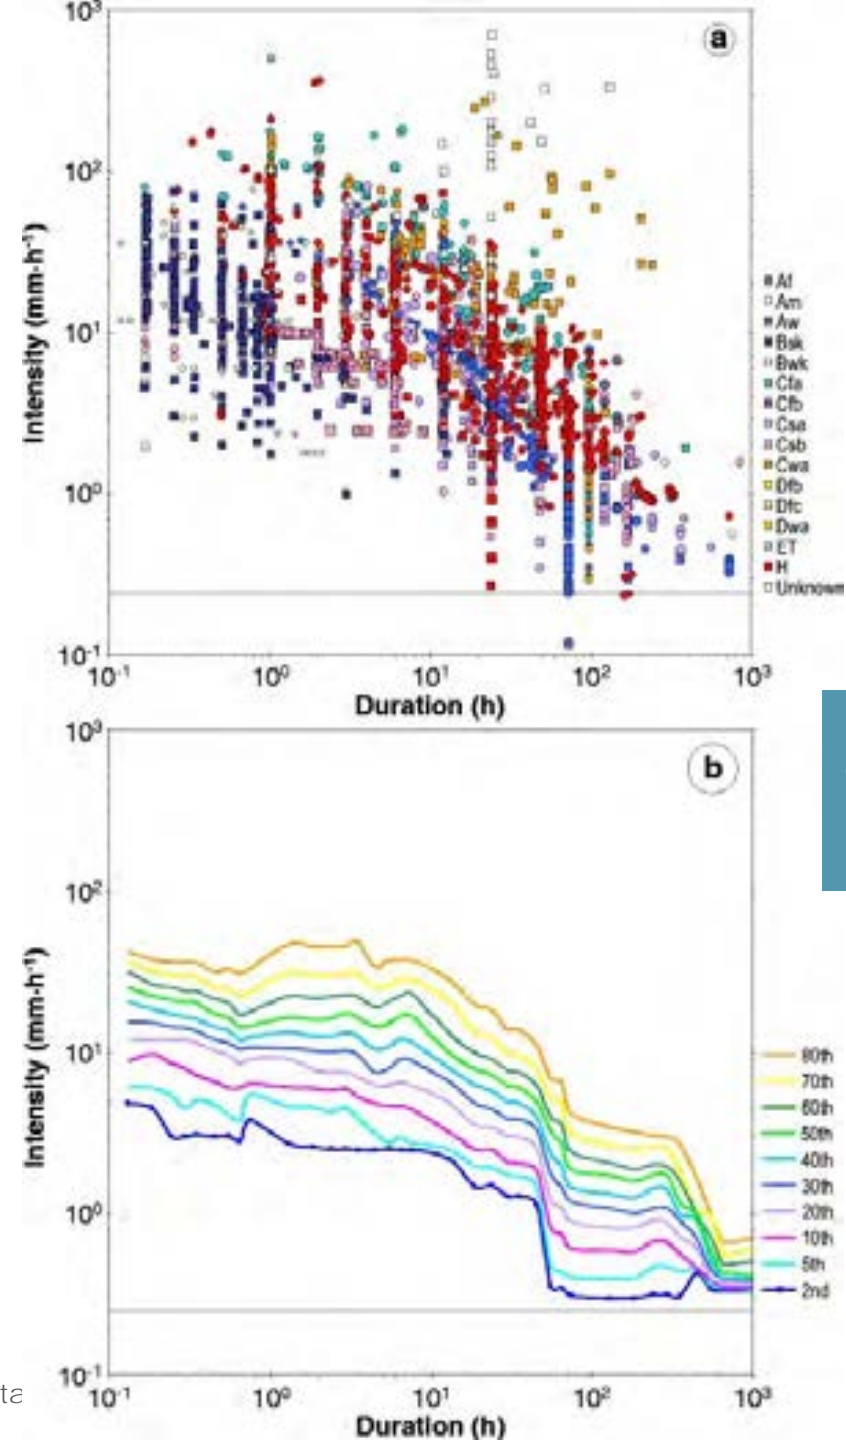 10³
a
10²
10¹
10⁰
10⁻¹
Intensity (mm·h⁻¹)
Af
Am
Aw
Bsk
Bwk
Cfa
Cfb
Csa
Csb
Cwa
Dfb
Dfc
Dwa
ET
H
Unknown
10⁻¹ 10⁰ 10¹ 10² 10³
Duration (h)
10³
b
10²
10¹
10⁰
10⁻¹
Intensity (mm·h⁻¹)
80th
70th
60th
50th
40th
30th
20th
10th
5th
2nd
ta
10⁻¹ 10⁰ 10¹ 10² 10³
Duration (h)